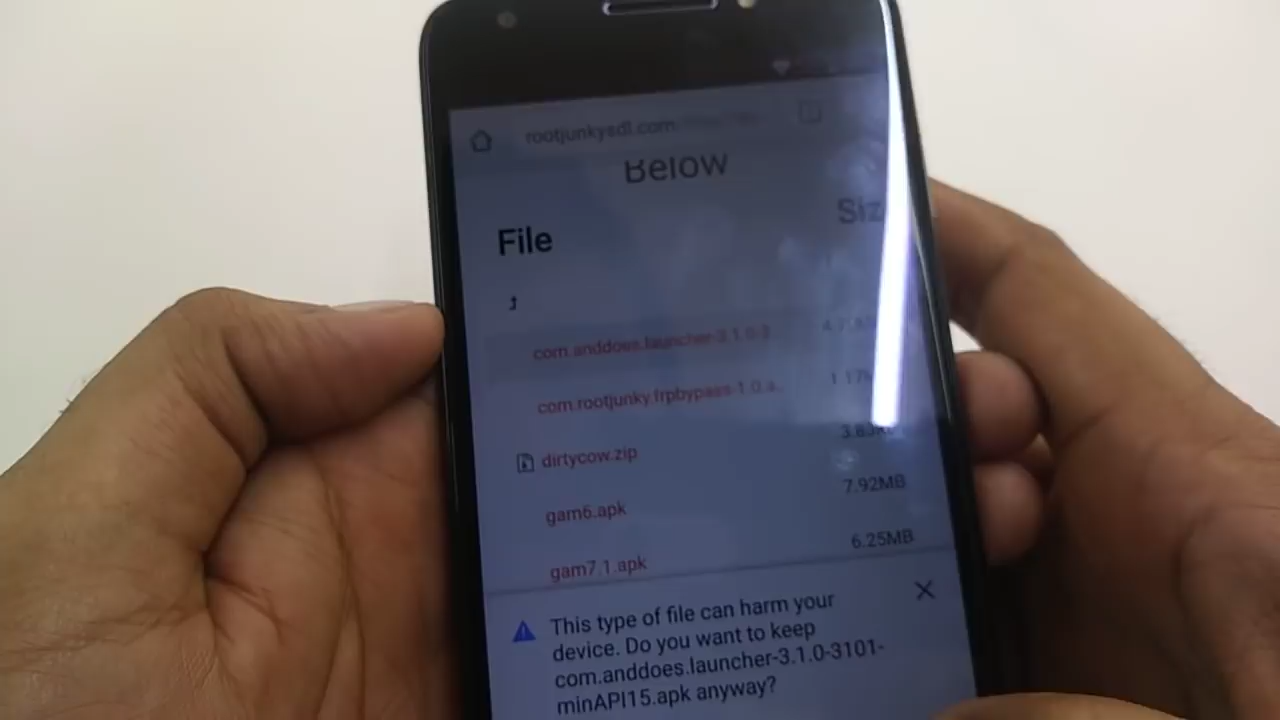 rootjunkysdl.com
Below
File Siz
com.anddoes.launcher-3.1.0-3
com.rootjunky.frpbypass-1.0.a..
dirtycow.zip
gam6.apk 7.92MB
gam7.1.apk 6.25MB
This type of file can harm your
device. Do you want to keep
com.anddoes.launcher-3.1.0-3101-
minAPI15.apk anyway?